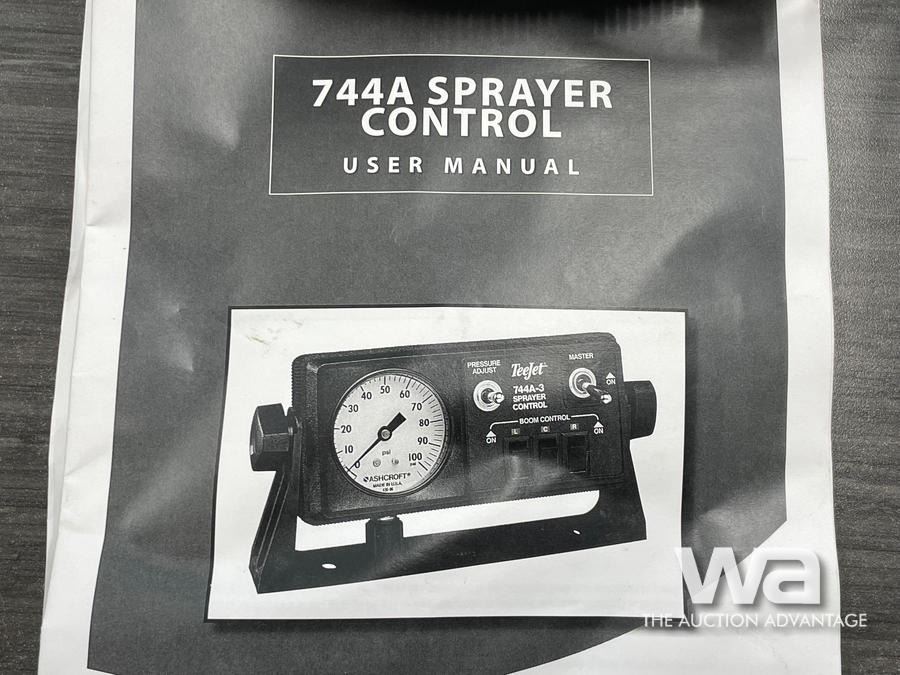 744A SPRAYER
CONTROL
USER MANUAL
PRESSURE
ADJUST
TeeJet
MASTER
ON
744A-3
SPRAYER
CONTROL
BOOM CONTROL
L C R
ON
ON
0
10
20
30
40
50
60
70
80
90
100
psi
psi
ASHCROFT®
MADE IN U.S.A.
wa
THE AUCTION ADVANTAGE